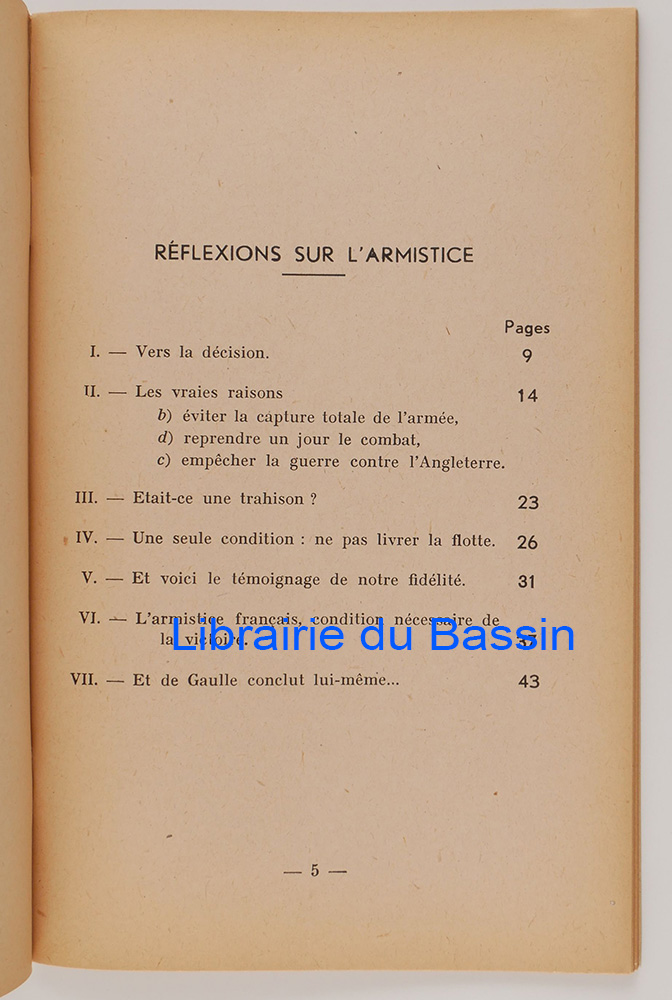 RÉFLEXIONS SUR L'ARMISTICE
Pages
I. — Vers la décision. 9
II. — Les vraies raisons 14
b) éviter la capture totale de l'armée,
d) reprendre un jour le combat,
c) empêcher la guerre contre l'Angleterre.
III. — Etait-ce une trahison ? 23
IV. — Une seule condition : ne pas livrer la flotte. 26
V. — Et voici le témoignage de notre fidélité. 31
VI. — L'armistice français, condition nécessaire de
la victoire. 37
Librairie du Bassin
VII. — Et de Gaulle conclut lui-même... 43
— 5 —